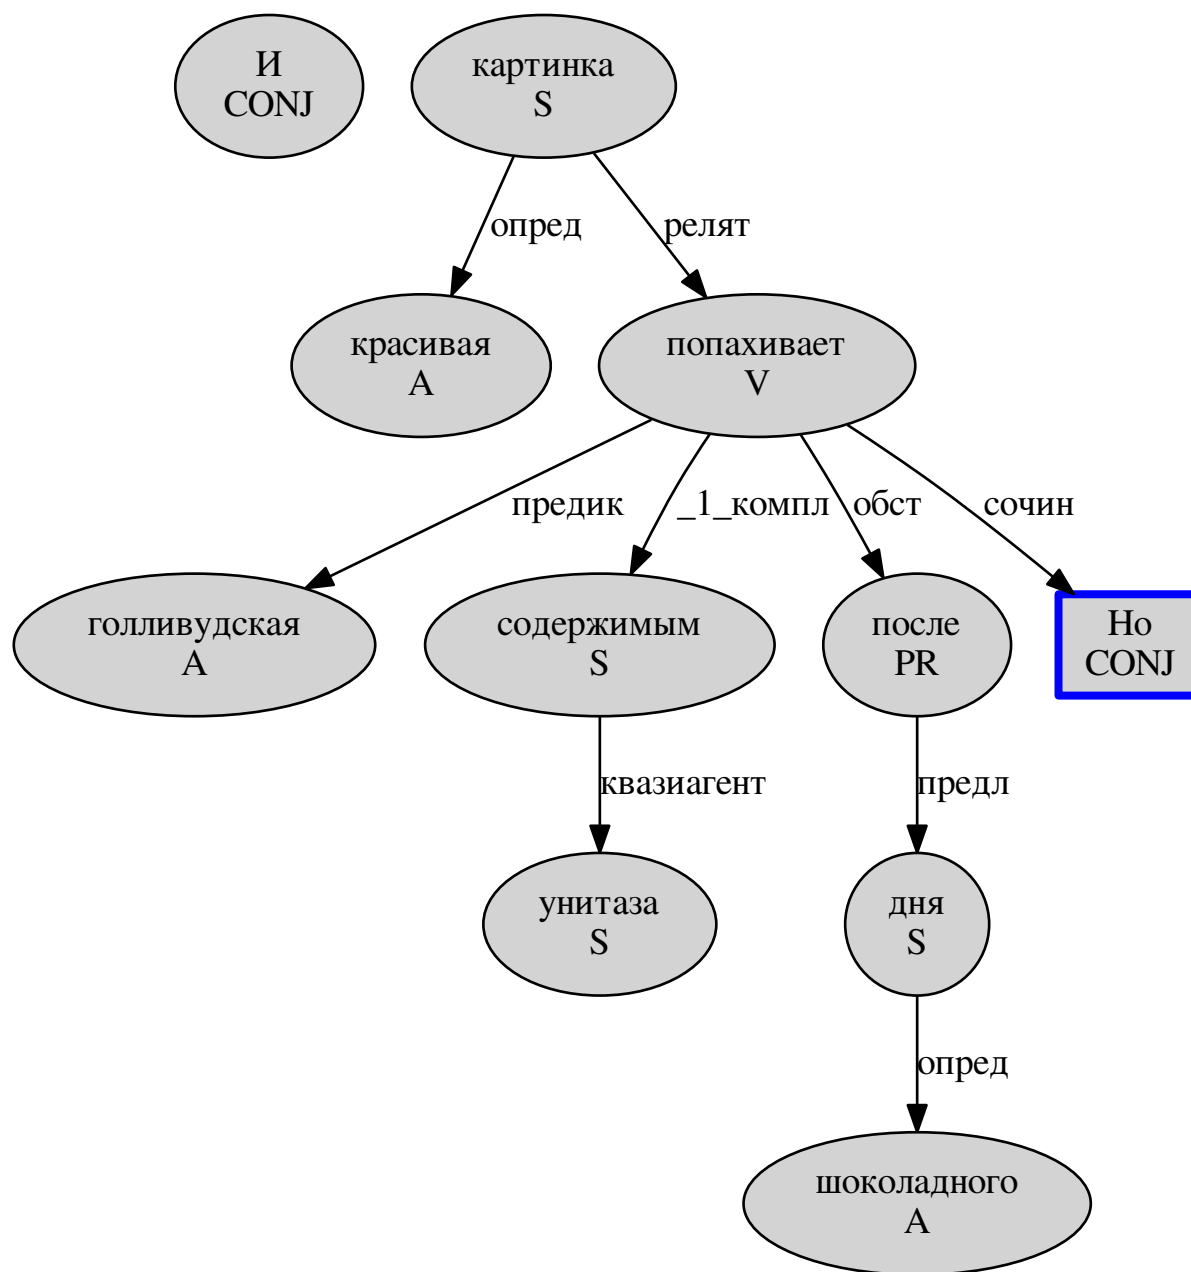 И
CONJ
картинка
S
опред
релят
красивая
A
попахивает
V
предик
_1_компл
обст
сочин
голливудская
A
содержимым
S
после
PR
Но
CONJ
квазиагент
предл
унитаза
S
дня
S
опред
шоколадного
A